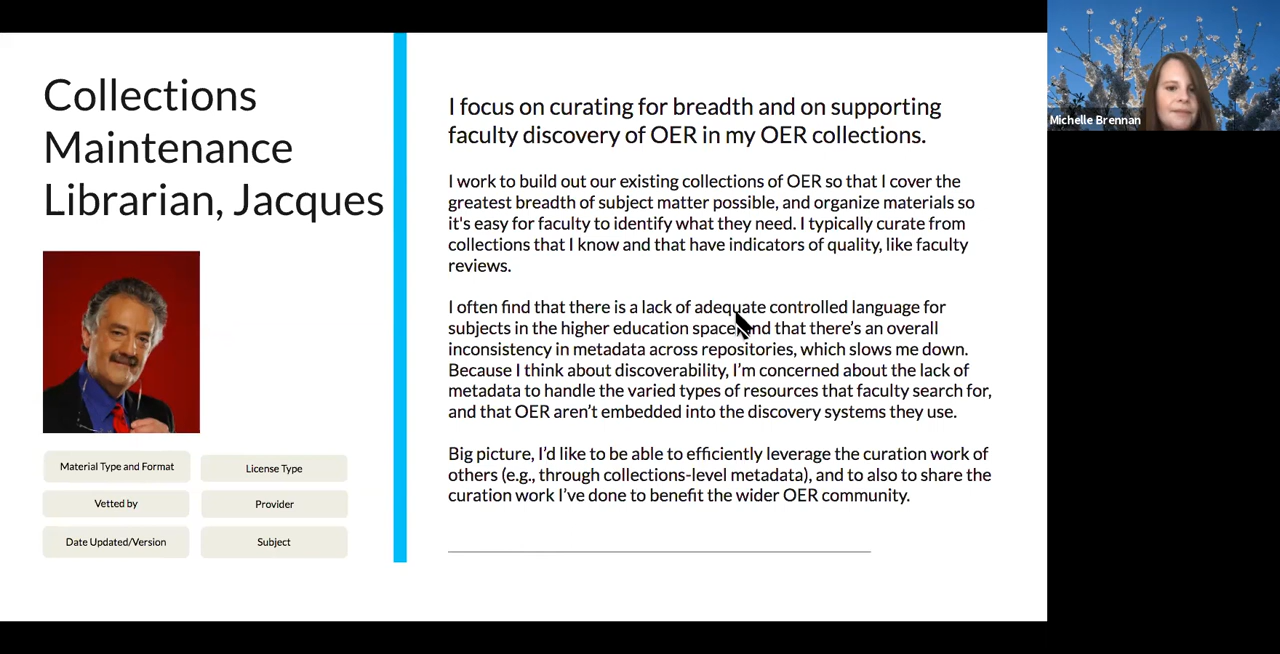 Collections
Maintenance
Librarian, Jacques
Material Type and Format
License Type
Vetted by
Provider
Date Updated/Version
Subject
I focus on curating for breadth and on supporting
faculty discovery of OER in my OER collections.
I work to build out our existing collections of OER so that I cover the
greatest breadth of subject matter possible, and organize materials so
it's easy for faculty to identify what they need. I typically curate from
collections that I know and that have indicators of quality, like faculty
reviews.
I often find that there is a lack of adequate controlled language for
subjects in the higher education space and that there's an overall
inconsistency in metadata across repositories, which slows me down.
Because I think about discoverability, I'm concerned about the lack of
metadata to handle the varied types of resources that faculty search for,
and that OER aren't embedded into the discovery systems they use.
Big picture, I'd like to be able to efficiently leverage the curation work of
others (e.g., through collections-level metadata), and to also to share the
curation work I've done to benefit the wider OER community.
Michelle Brennan